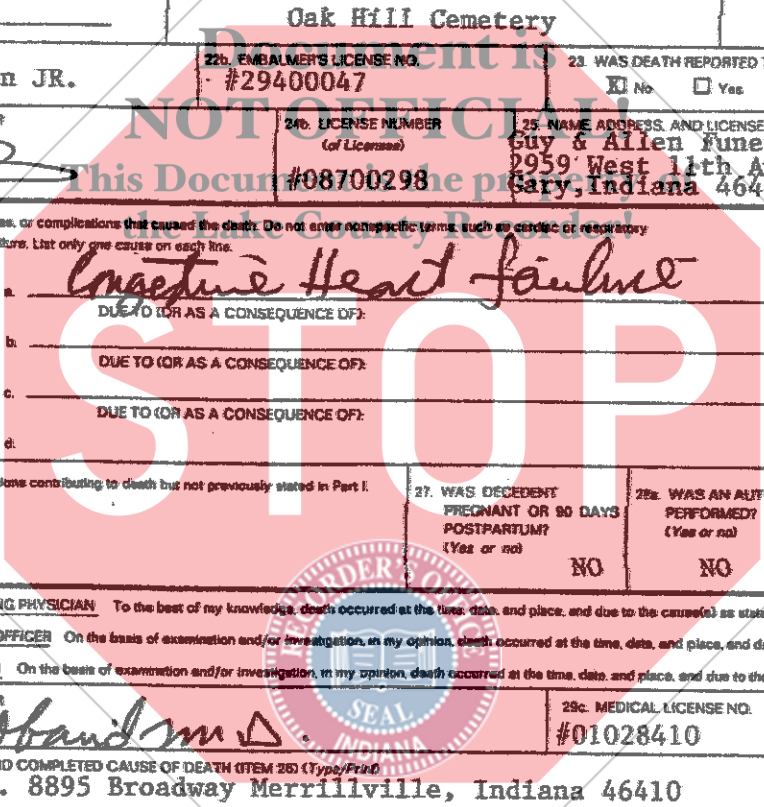 Oak Hill Cemetery
Document is
NOT OFFICIAL!
This Document is the property of
the Lake County Recorder!
STOP
n JR.
22b. EMBALMER'S LICENSE NO.
#29400047
23. WAS DEATH REPORTED
X No Yes
24b. LICENSE NUMBER
(of Licensee)
#08700298
25. NAME, ADDRESS, AND LICENSE
Guy & Allen Fune
2959 West 11th A
Gary, Indiana 464
es, or complications that caused the death. Do not enter nonspecific terms, such as cardiac or respiratory
List only one cause on each line.
a. Congestive Heart Failure
DUE TO (OR AS A CONSEQUENCE OF):
b.
DUE TO (OR AS A CONSEQUENCE OF):
c.
DUE TO (OR AS A CONSEQUENCE OF):
d.
ions contributing to death but not previously stated in Part I.
27. WAS DECEDENT
PREGNANT OR 90 DAYS
POSTPARTUM?
(Yes or no)
NO
28a. WAS AN AUT
PERFORMED?
(Yes or no)
NO
NG PHYSICIAN To the best of my knowledge, death occurred at the time, date, and place, and due to the cause(s) as stat
OFFICER On the basis of examination and/or investigation, in my opinion, death occurred at the time, date, and place, and d
On the basis of examination and/or investigation, in my opinion, death occurred at the time, date, and place, and due to the
RECORDER'S OFFICE
SEAL
INDIANA
M.D.
29c. MEDICAL LICENSE NO.
#01028410
O COMPLETED CAUSE OF DEATH (ITEM 26) (Type/Print)
. 8895 Broadway Merrillville, Indiana 46410